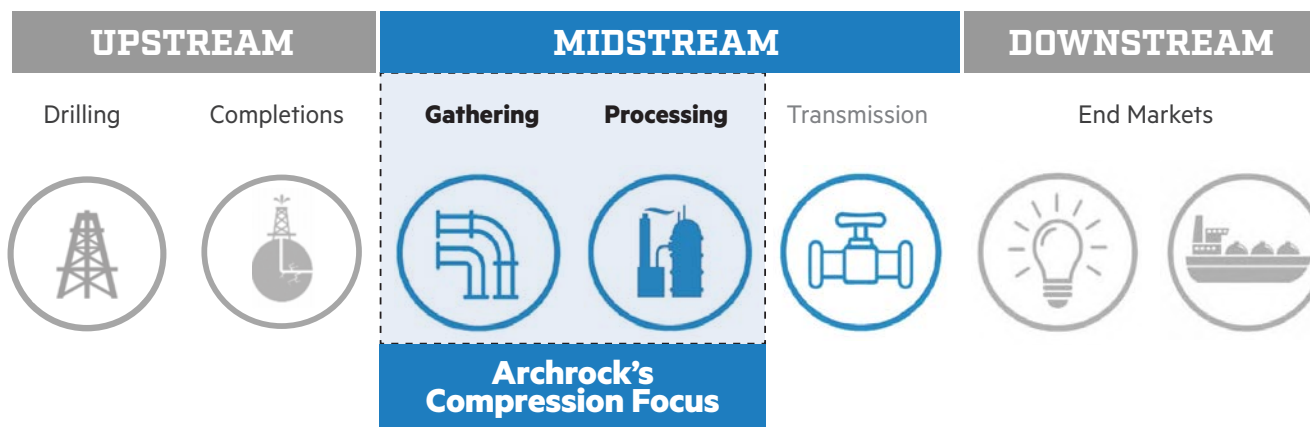 UPSTREAM
MIDSTREAM
DOWNSTREAM
Drilling
Completions
Gathering
Processing
Transmission
End Markets
Archrock’s
Compression Focus